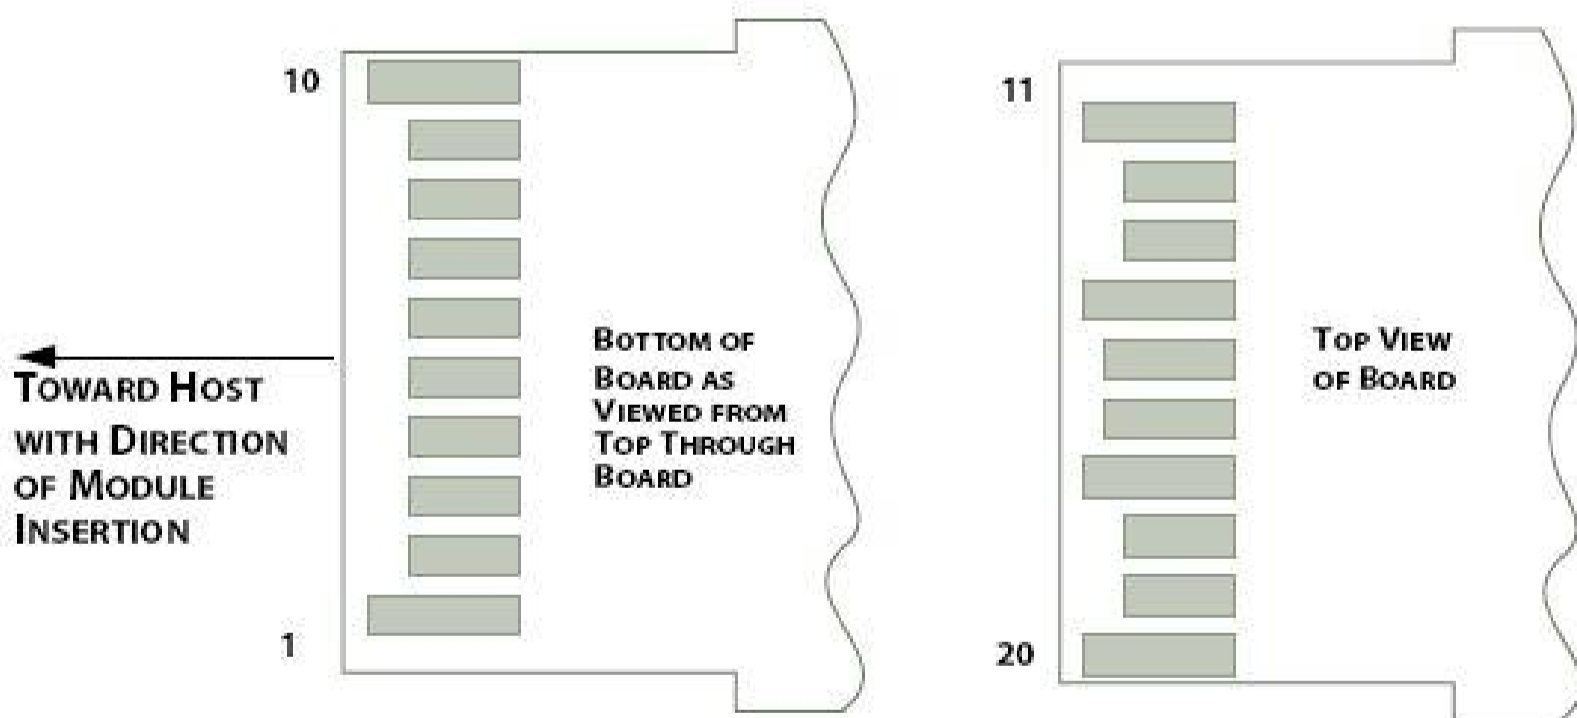 10
1
TOWARD HOST
WITH DIRECTION
OF MODULE
INSERTION
BOTTOM OF
BOARD AS
VIEWED FROM
TOP THROUGH
BOARD
11
20
TOP VIEW
OF BOARD